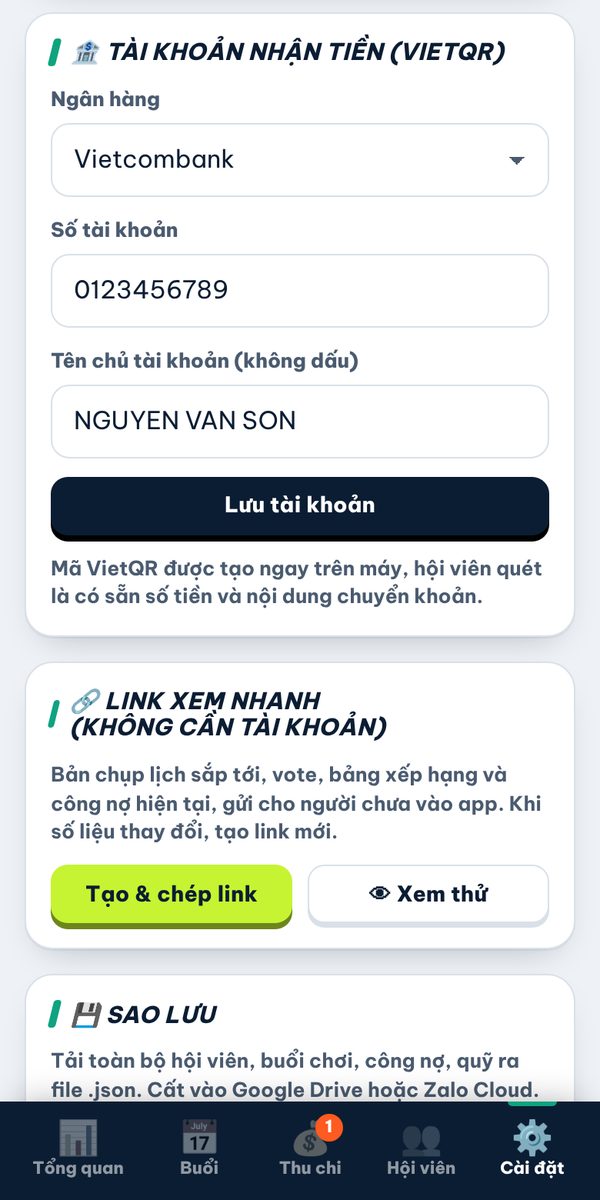 TÀI KHOẢN NHẬN TIỀN (VIETQR)
Ngân hàng
Vietcombank
Số tài khoản
0123456789
Tên chủ tài khoản (không dấu)
NGUYEN VAN SON
Lưu tài khoản
Mã VietQR được tạo ngay trên máy, hội viên quét
là có sẵn số tiền và nội dung chuyển khoản.
LINK XEM NHANH
(KHÔNG CẦN TÀI KHOẢN)
Bản chụp lịch sắp tới, vote, bảng xếp hạng và
công nợ hiện tại, gửi cho người chưa vào app. Khi
số liệu thay đổi, tạo link mới.
Tạo & chép link
Xem thử
SAO LƯU
Tải toàn bộ hội viên, buổi chơi, công nợ, quỹ ra
file .json. Cất vào Google Drive hoặc Zalo Cloud.
July
17
1
Tổng quan
Buổi
Thu chi
Hội viên
Cài đặt